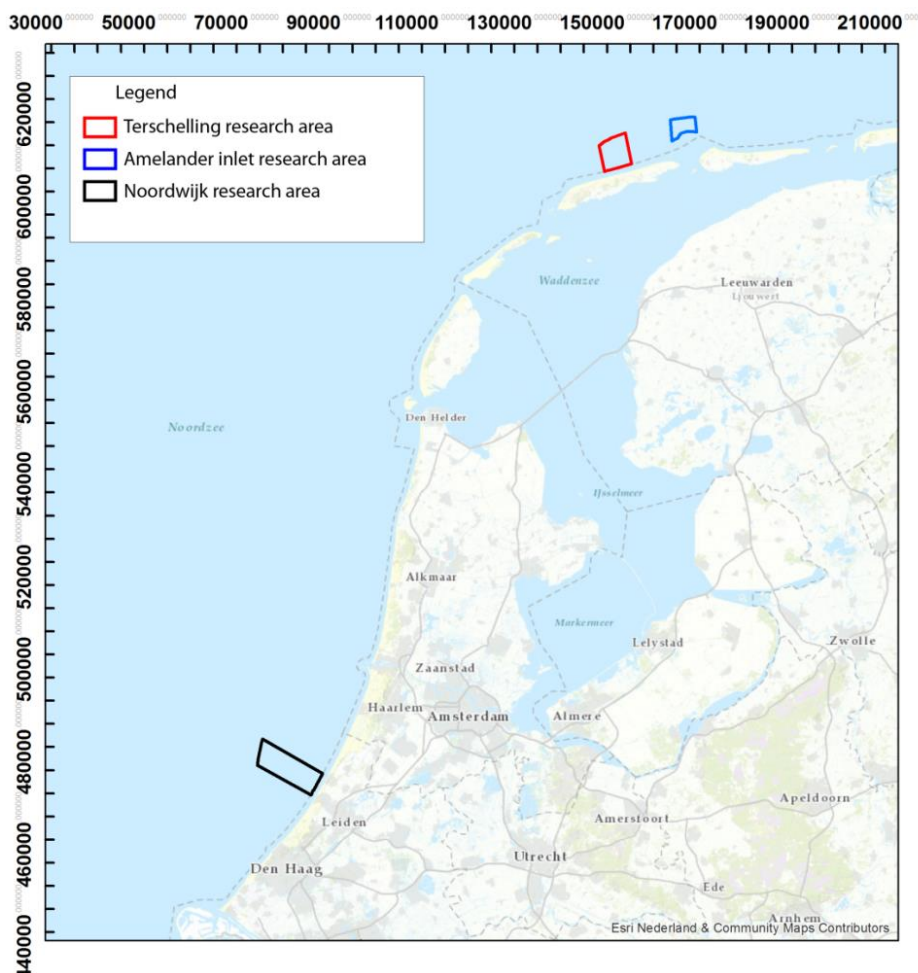 30000 50000 70000 90000 110000 130000 150000 170000 190000 210000
Legend
Terschelling research area
Amelander inlet research area
Noordwijk research area
620000
600000
580000
560000
540000
520000
500000
480000
460000
440000
Waddenzee
Leeuwarden
Ljouwert
Den Helder
Noordzee
IJsselmeer
Alkmaar
Markermeer
Lelystad
Zwolle
Zaanstad
Haarlem
Amsterdam
Almere
Apeldoorn
Leiden
Amersfoort
Utrecht
Den Haag
Ede
Arnhem
Esri Nederland & Community Maps Contributors